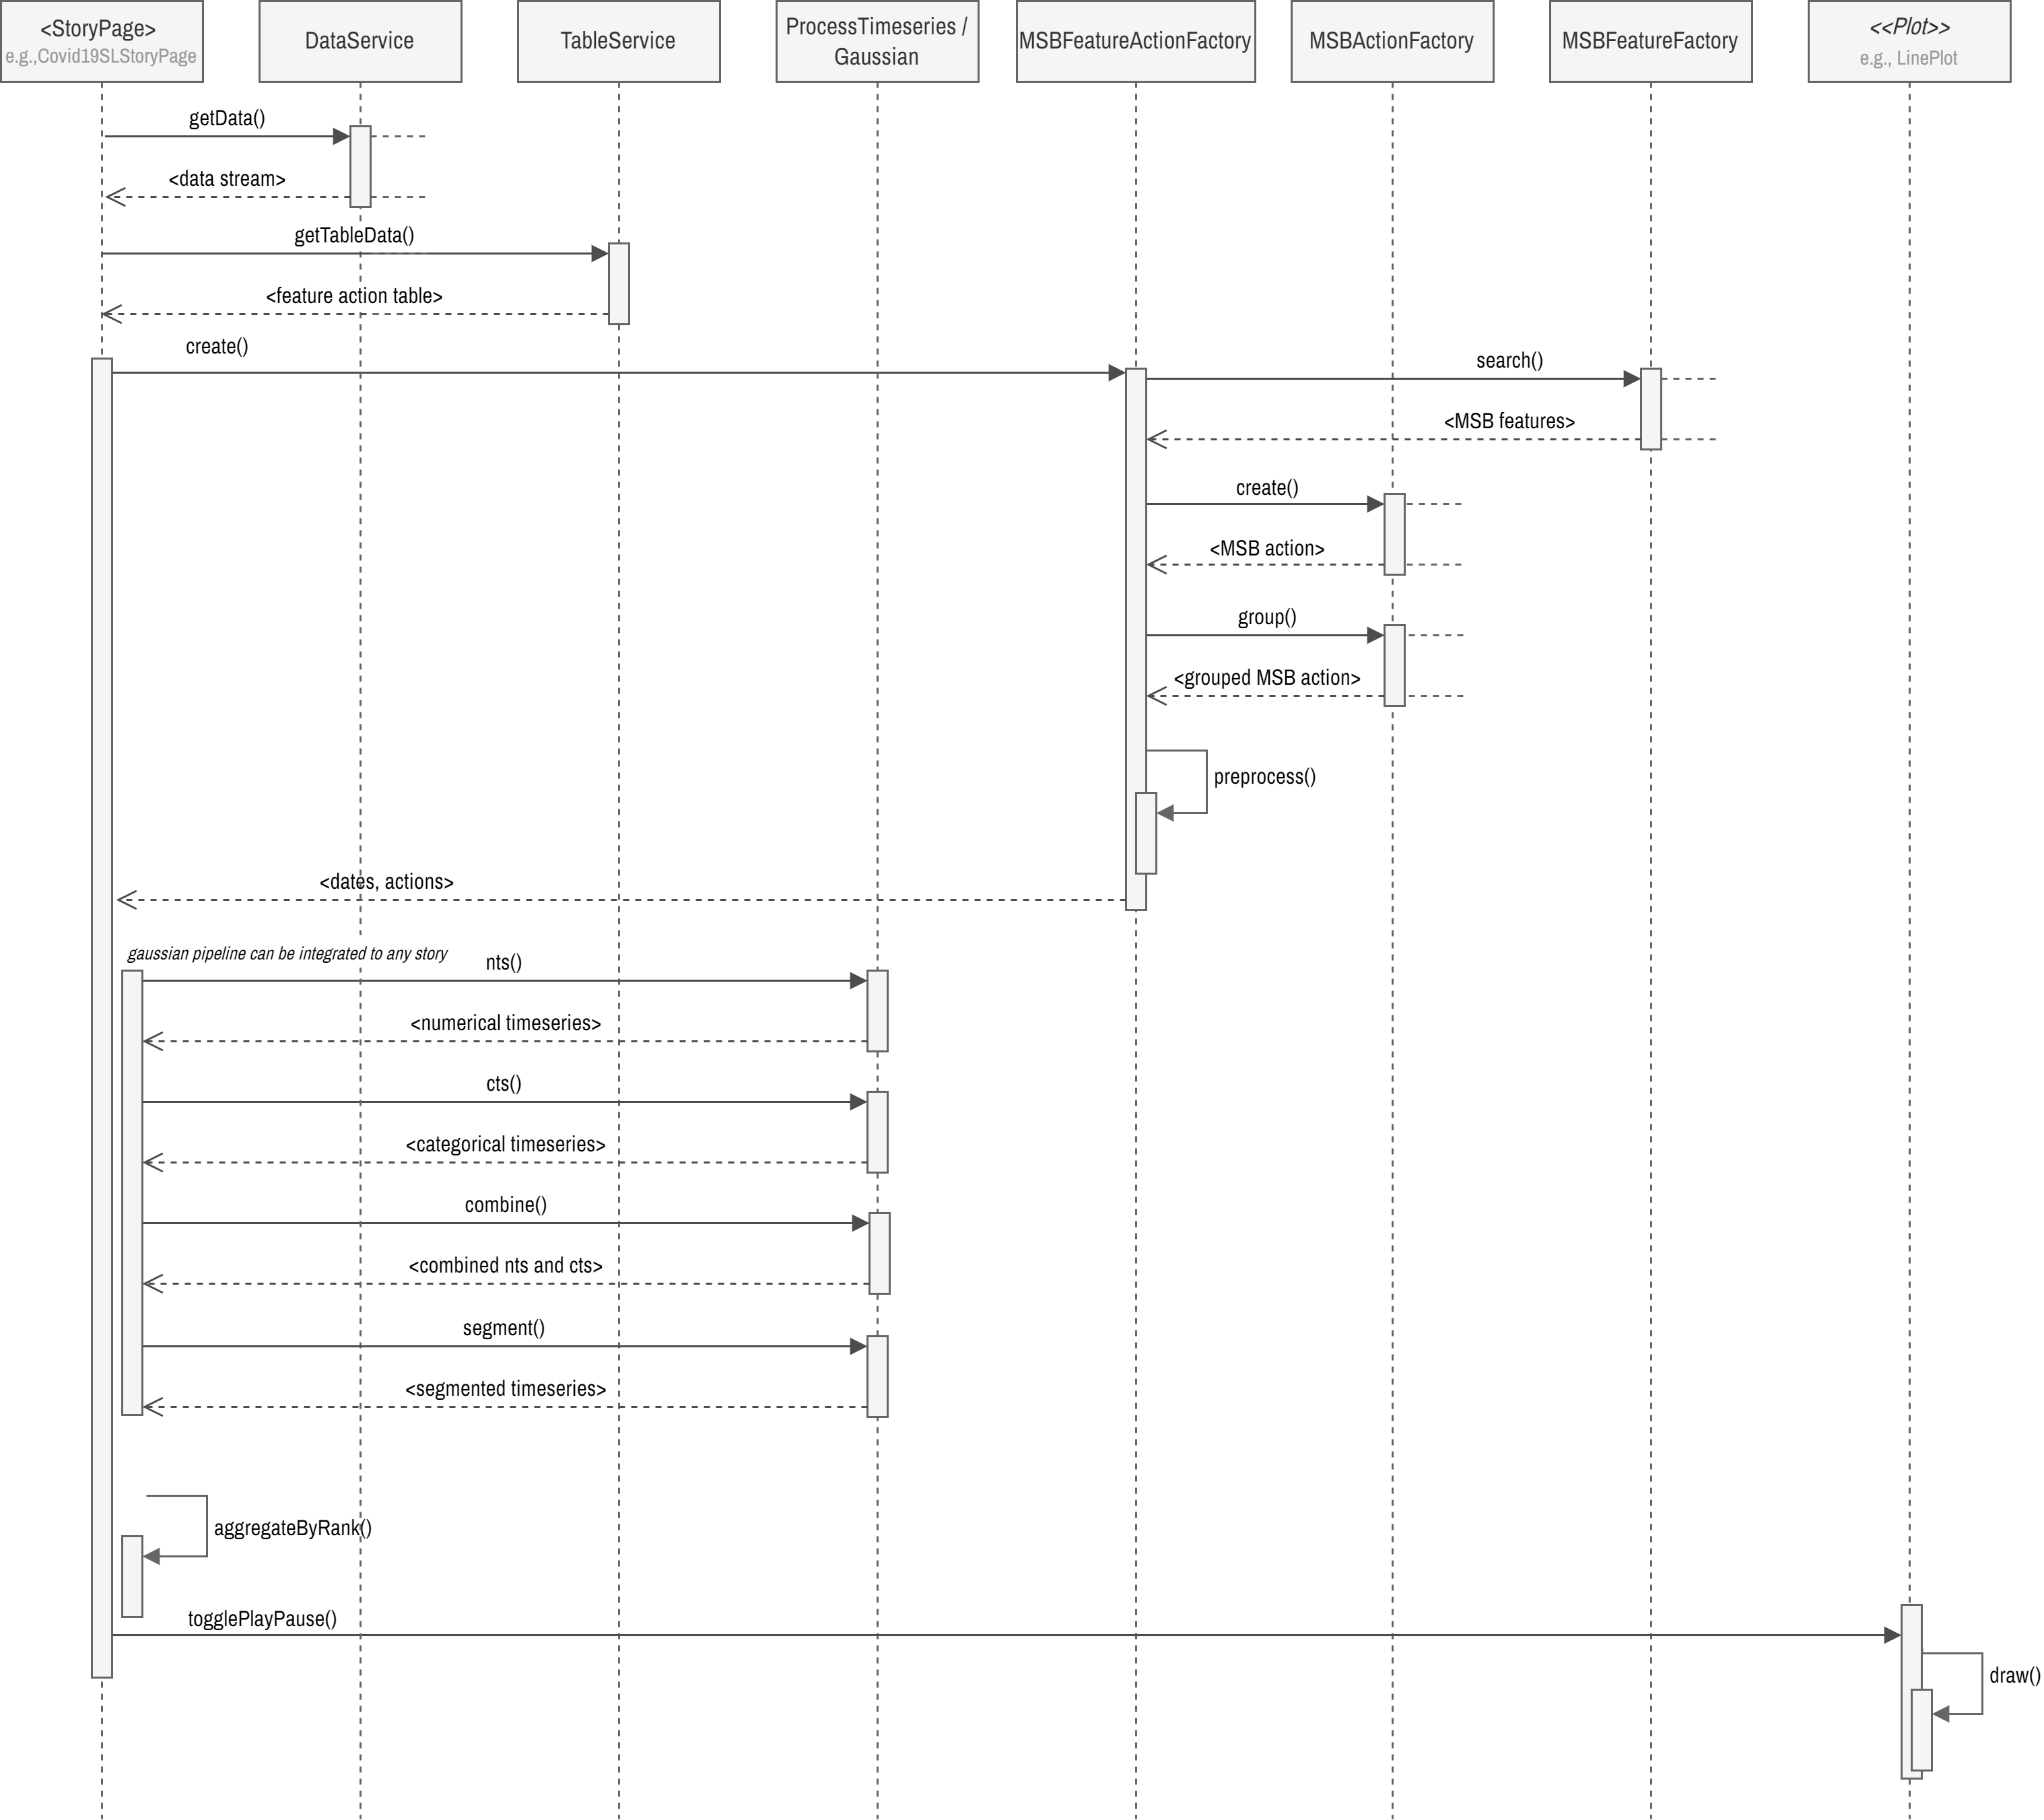 <StoryPage>
e.g.,Covid19SLStoryPage
DataService
TableService
ProcessTimeseries /
Gaussian
MSBFeatureActionFactory
MSBActionFactory
MSBFeatureFactory
<<Plot>>
e.g., LinePlot
getData()
<data stream>
getTableData()
<feature action table>
create()
search()
<MSB features>
create()
<MSB action>
group()
<grouped MSB action>
preprocess()
<dates, actions>
gaussian pipeline can be integrated to any story
nts()
<numerical timeseries>
cts()
<categorical timeseries>
combine()
<combined nts and cts>
segment()
<segmented timeseries>
aggregateByRank()
togglePlayPause()
draw()